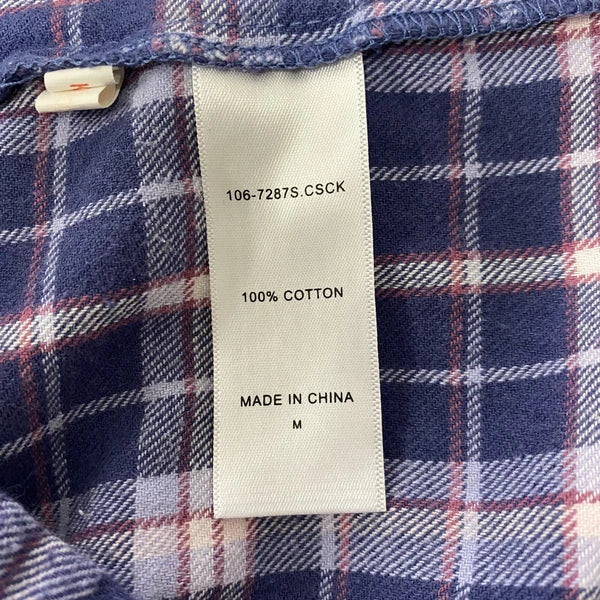 106-7287S.CSCK
100% COTTON
MADE IN CHINA
M